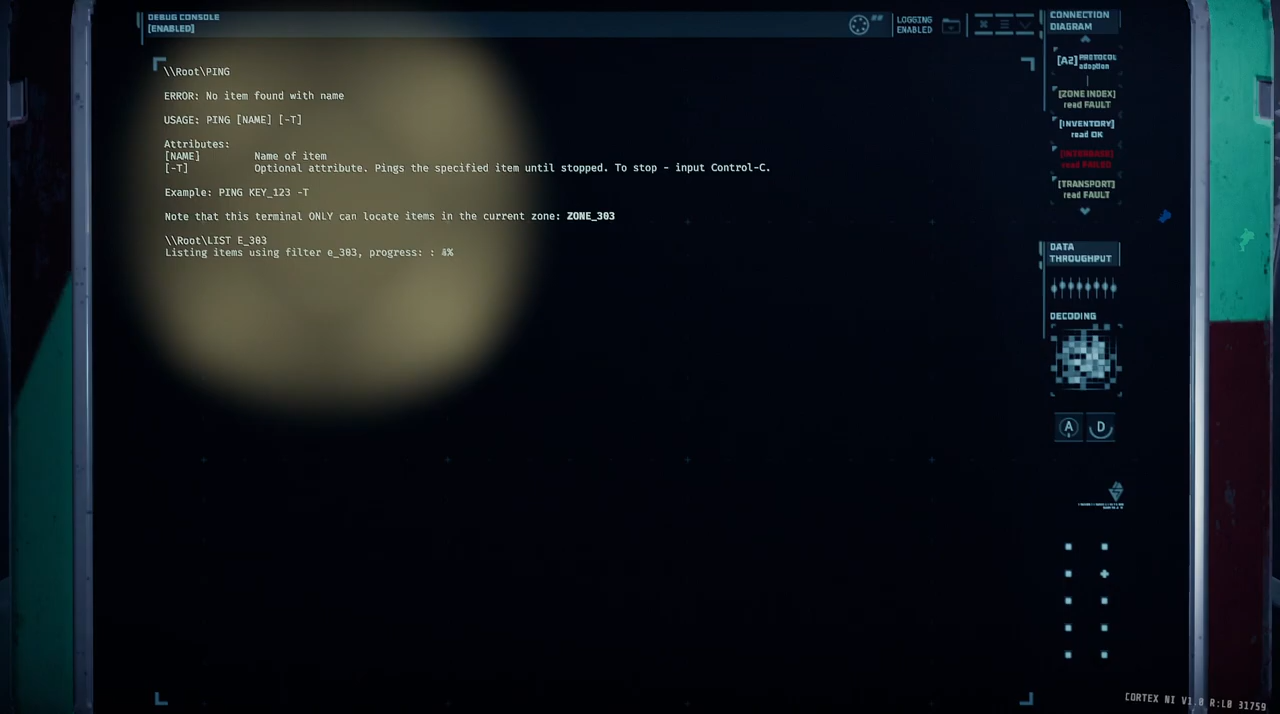 DEBUG CONSOLE
[ENABLED]
LOGGING
ENABLED
\\Root\PING
ERROR: No item found with name
USAGE: PING [NAME] [-T]
Attributes:
[NAME] Name of item
[-T] Optional attribute. Pings the specified item until stopped. To stop - input Control-C.
Example: PING KEY_123 -T
Note that this terminal ONLY can locate items in the current zone: ZONE_303
\\Root\LIST E_303
Listing items using filter e_303, progress: :
CONNECTION
DIAGRAM
[A2] PROTOCOL
adoption
[ZONE INDEX]
read FAULT
[INVENTORY]
read OK
read FAILED
[TRANSPORT]
read FAULT
DATA
THROUGHPUT
DECODING
A D
CORTEX NI V1.0 R:L0 31759